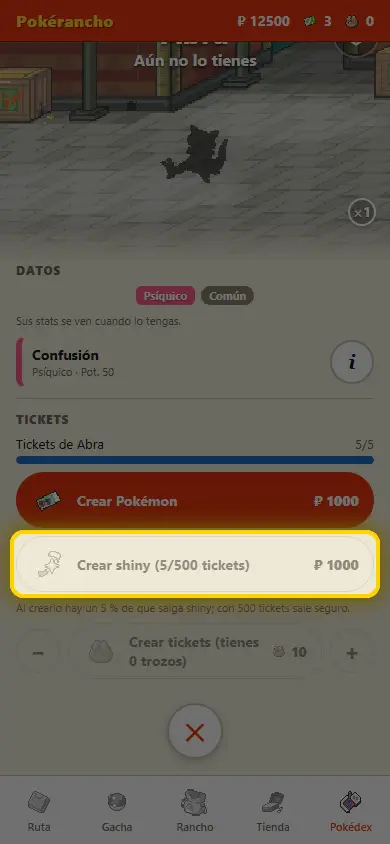 Pokérancho
₽ 12500
3
0
Aún no lo tienes
×1
DATOS
Psíquico
Común
Sus stats se ven cuando lo tengas.
Confusión
Psíquico · Pot. 50
i
TICKETS
Tickets de Abra
5/5
Crear Pokémon
₽ 1000
Crear shiny (5/500 tickets)
₽ 1000
Al crearlo hay un 5 % de que salga shiny; con 500 tickets sale seguro.
−
Crear tickets (tienes
0 trozos)
10
+
Ruta
Gacha
Rancho
Tienda
Pokédex